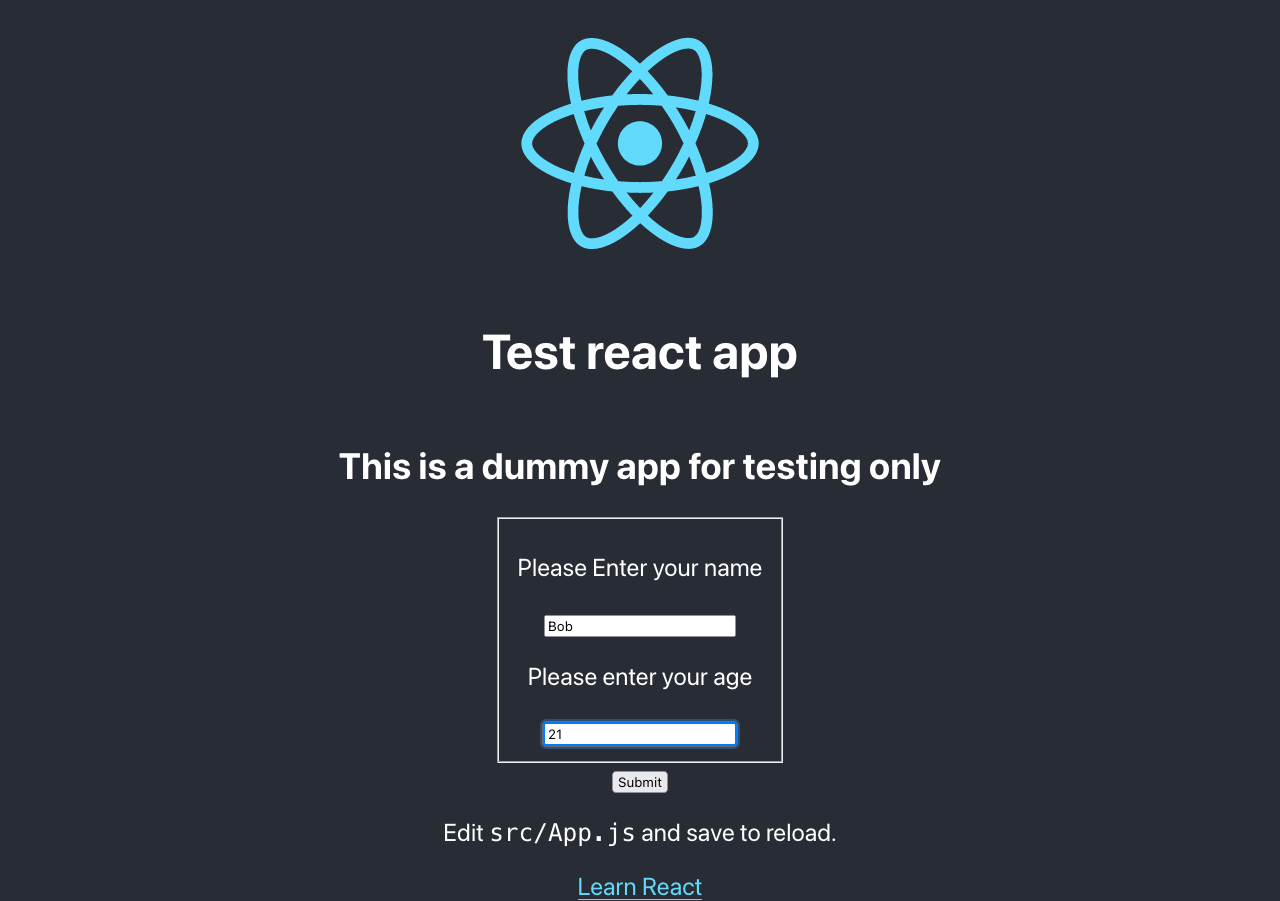 Test react app
This is a dummy app for testing only
Please Enter your name
Bob
Please enter your age
21
Submit
Edit src/App.js and save to reload.
Learn React